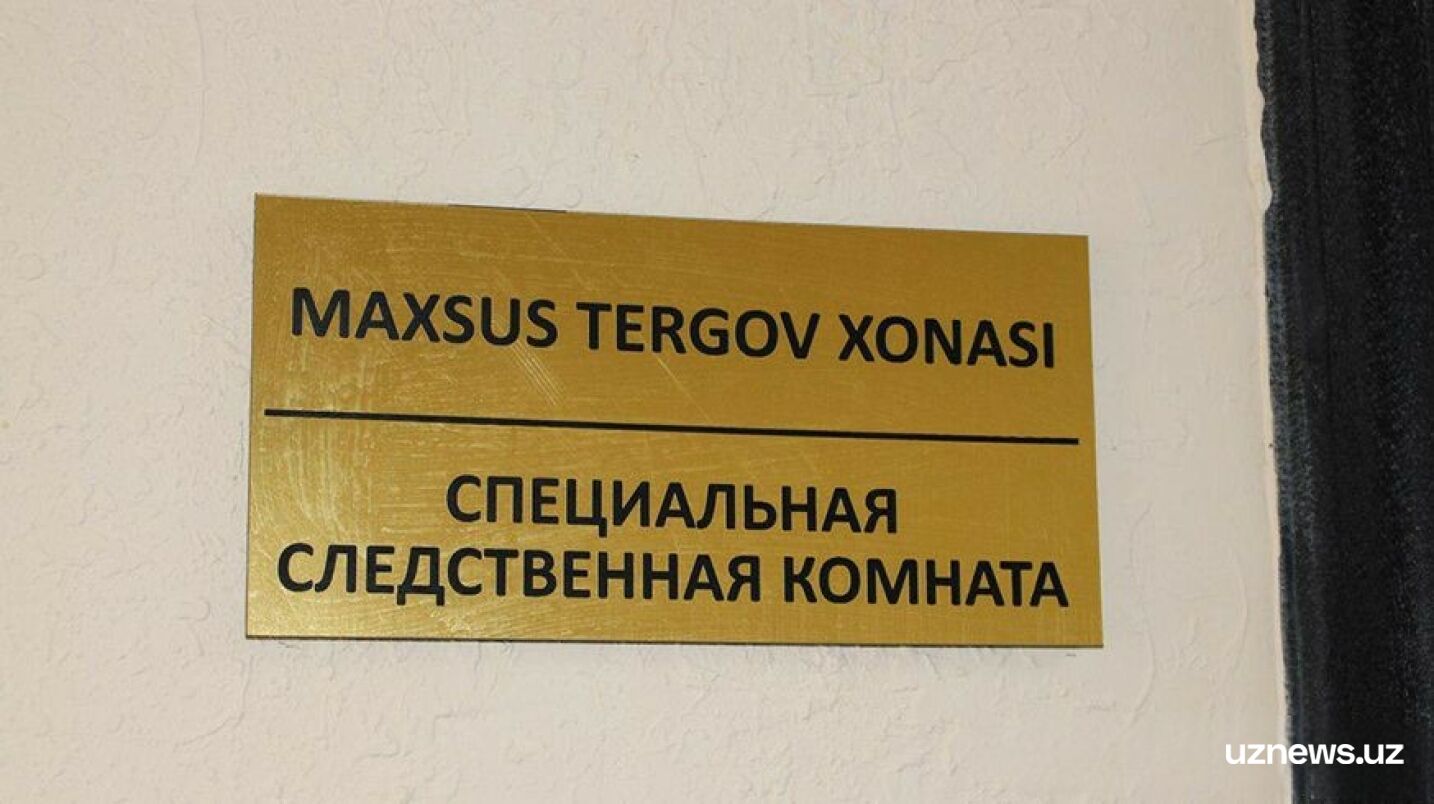 MAXSUS TERGOV XONASI
СПЕЦИАЛЬНАЯ
СЛЕДСТВЕННАЯ КОМНАТА
uznews.uz